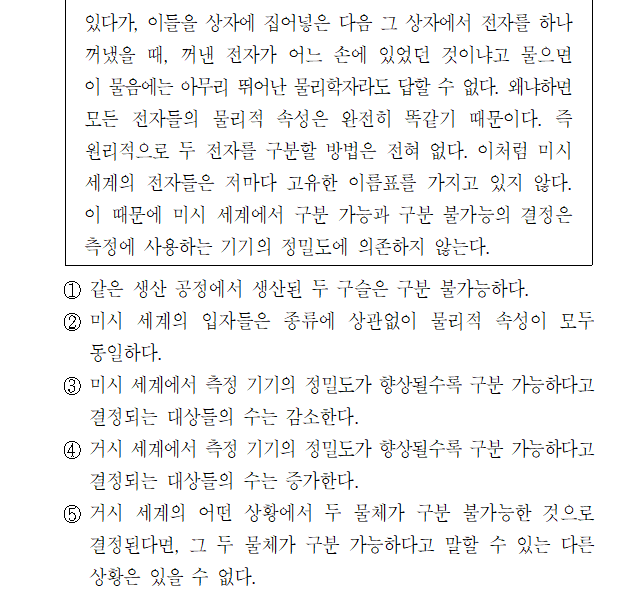 있다가, 이들을 상자에 집어넣은 다음 그 상자에서 전자를 하나
꺼냈을 때, 꺼낸 전자가 어느 손에 있었던 것이냐고 물으면
이 물음에는 아무리 뛰어난 물리학자라도 답할 수 없다. 왜냐하면
모든 전자들의 물리적 속성은 완전히 똑같기 때문이다. 즉
원리적으로 두 전자를 구분할 방법은 전혀 없다. 이처럼 미시
세계의 전자들은 저마다 고유한 이름표를 가지고 있지 않다.
이 때문에 미시 세계에서 구분 가능과 구분 불가능의 결정은
측정에 사용하는 기기의 정밀도에 의존하지 않는다.
① 같은 생산 공정에서 생산된 두 구슬은 구분 불가능하다.
② 미시 세계의 입자들은 종류에 상관없이 물리적 속성이 모두
동일하다.
③ 미시 세계에서 측정 기기의 정밀도가 향상될수록 구분 가능하다고
결정되는 대상들의 수는 감소한다.
④ 거시 세계에서 측정 기기의 정밀도가 향상될수록 구분 가능하다고
결정되는 대상들의 수는 증가한다.
⑤ 거시 세계의 어떤 상황에서 두 물체가 구분 불가능한 것으로
결정된다면, 그 두 물체가 구분 가능하다고 말할 수 있는 다른
상황은 있을 수 없다.